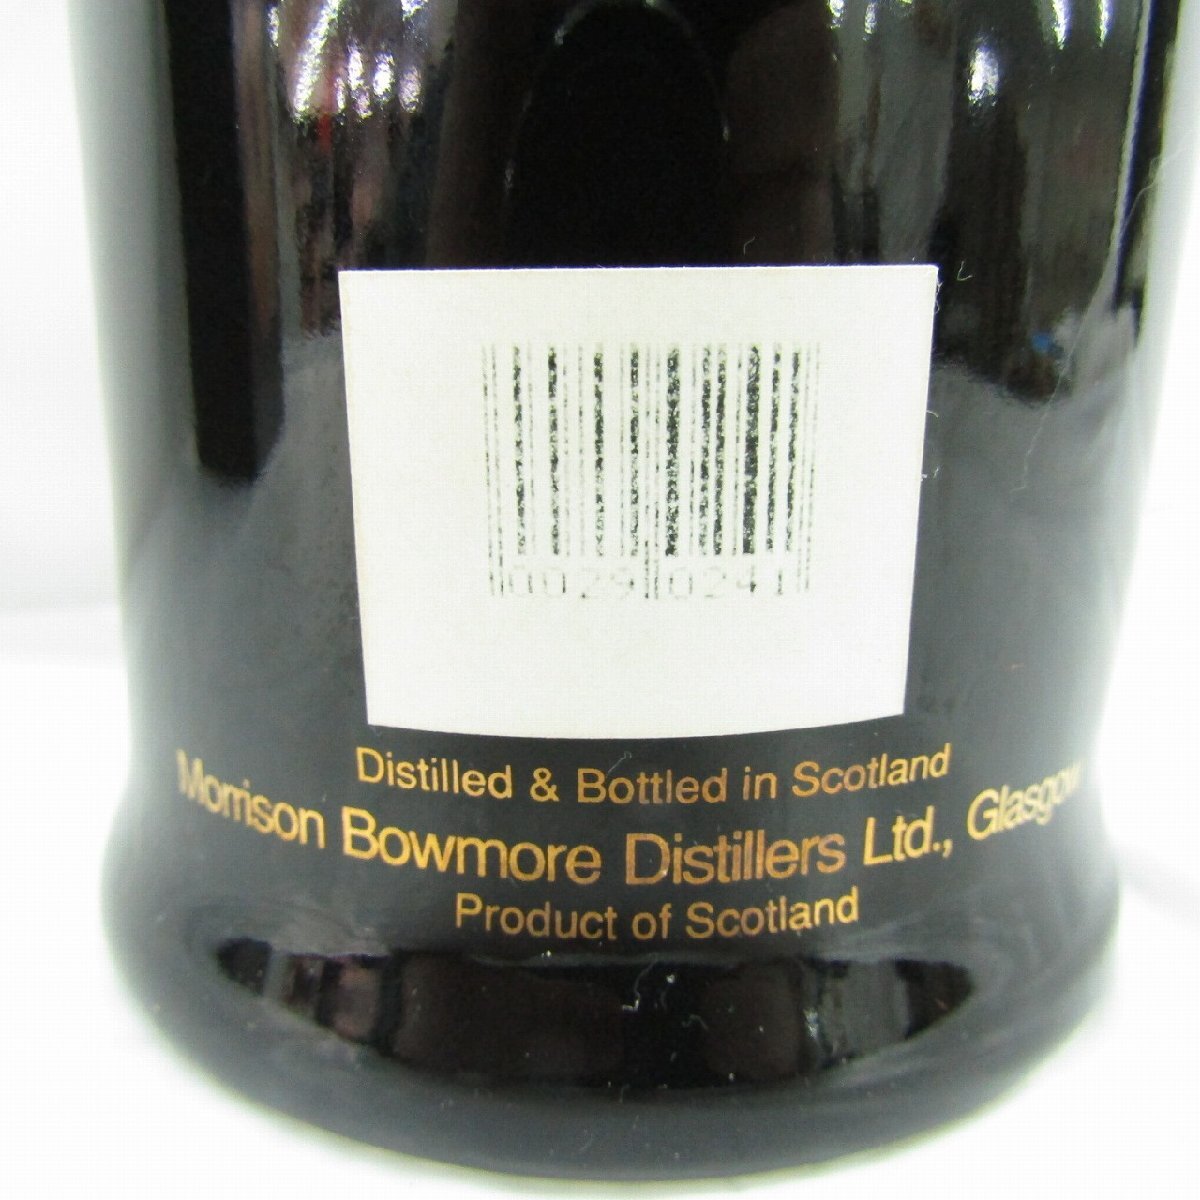 0029 0241
Distilled & Bottled in Scotland
Morrison Bowmore Distillers Ltd., Glasgow
Product of Scotland